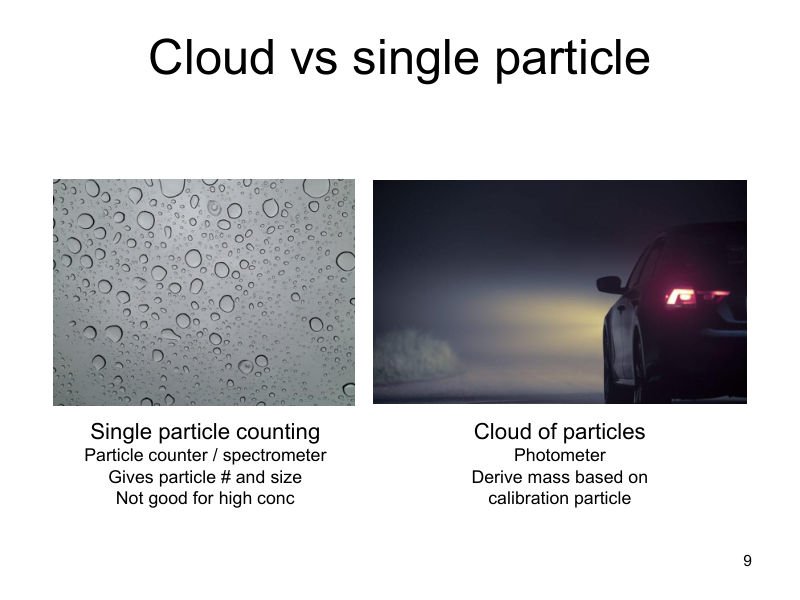 Cloud vs single particle
Single particle counting
Particle counter / spectrometer
Gives particle # and size
Not good for high conc
Cloud of particles
Photometer
Derive mass based on
calibration particle
9